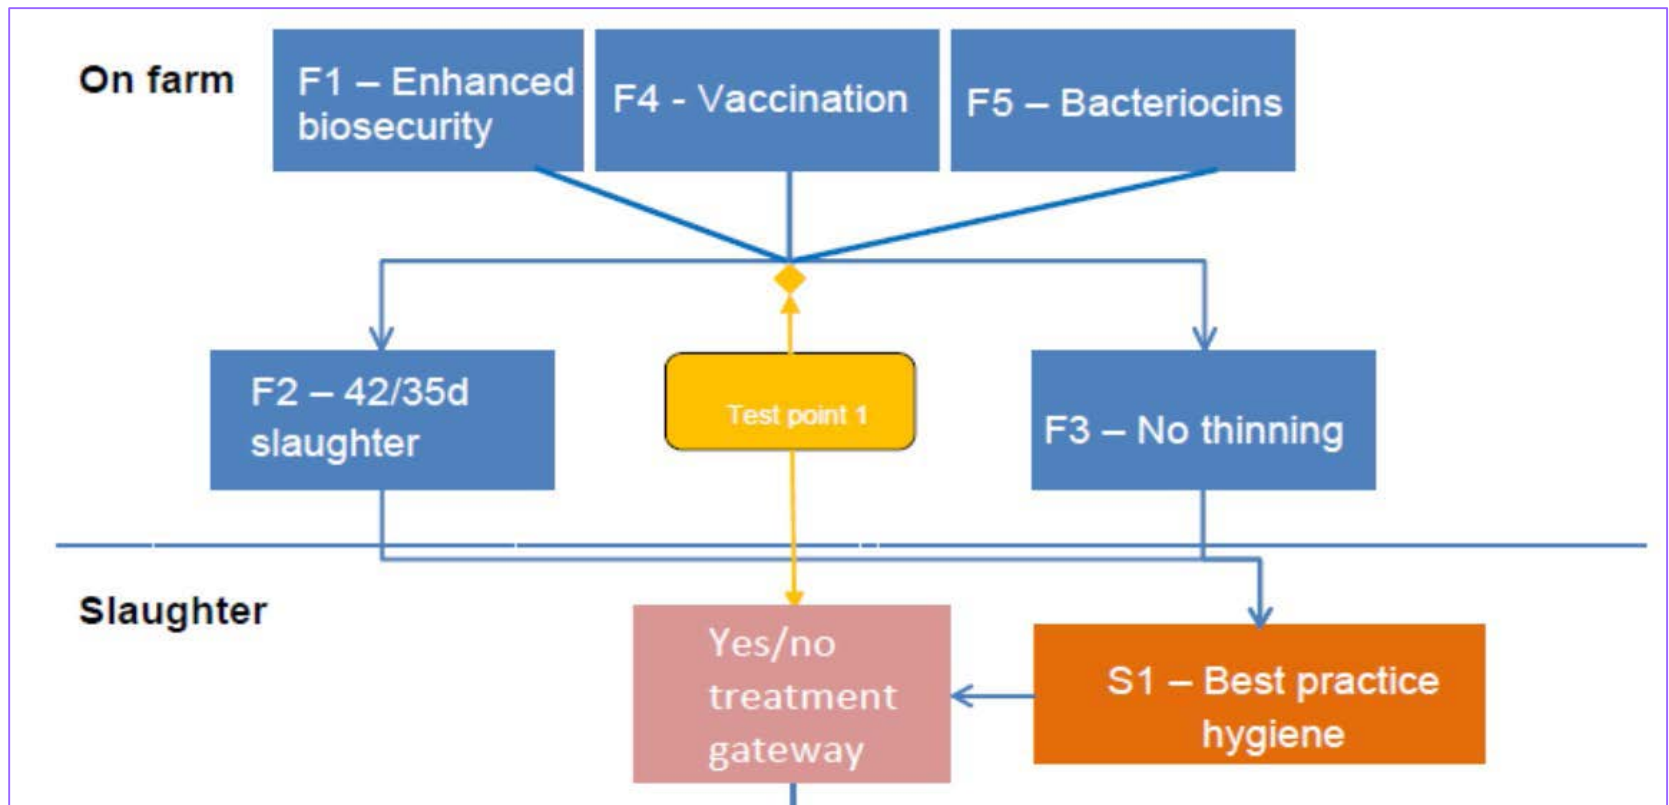 On farm
F1 – Enhanced
biosecurity
F4 - Vaccination
F5 – Bacteriocins
F2 – 42/35d
slaughter
Test point 1
F3 – No thinning
Slaughter
Yes/no
treatment
gateway
S1 – Best practice
hygiene